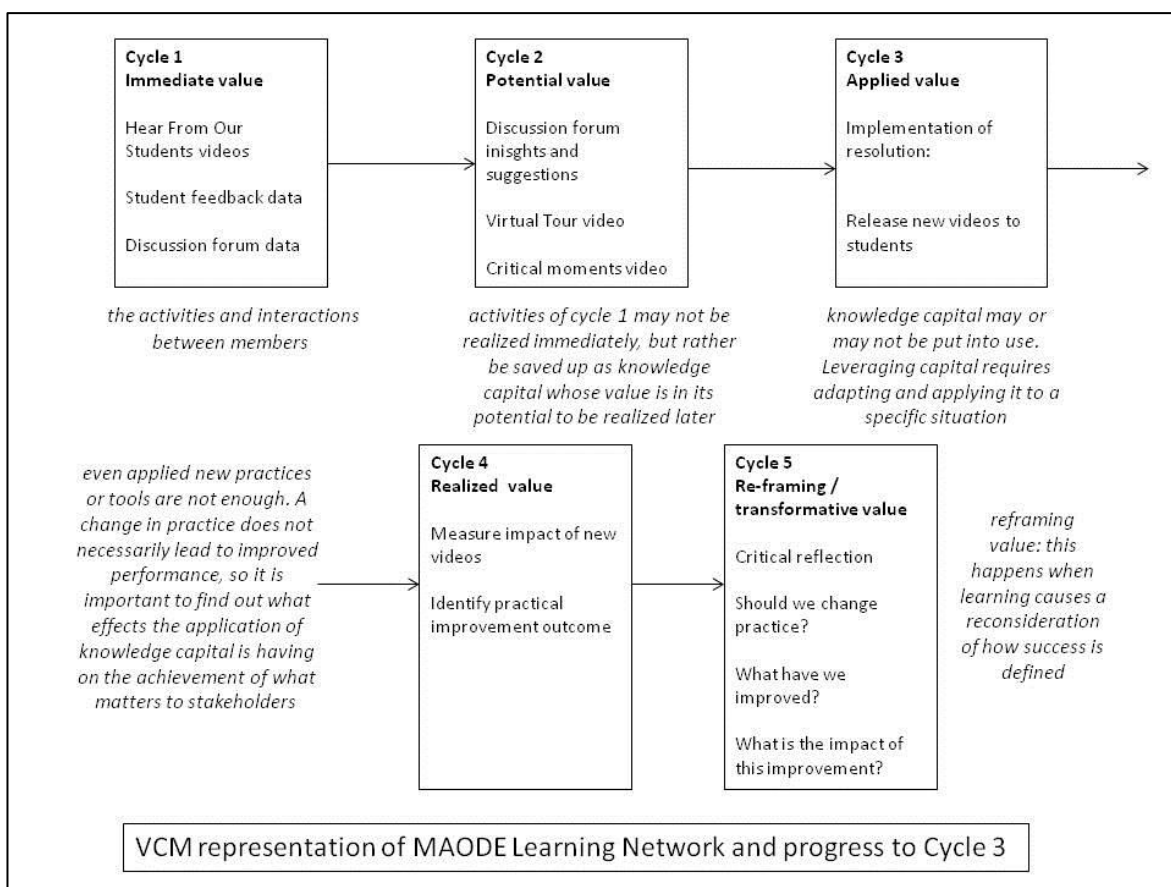 Cycle 1
Immediate value
Hear From Our
Students videos
Student feedback data
Discussion forum data
the activities and interactions
between members
Cycle 2
Potential value
Discussion forum
inisghts and
suggestions
Virtual Tour video
Critical moments video
activities of cycle 1 may not be
realized immediately, but rather
be saved up as knowledge
capital whose value is in its
potential to be realized later
Cycle 3
Applied value
Implementation of
resolution:
Release new videos to
students
knowledge capital may or
may not be put into use.
Leveraging capital requires
adapting and applying it to a
specific situation
even applied new practices
or tools are not enough. A
change in practice does not
necessarily lead to improved
performance, so it is
important to find out what
effects the application of
knowledge capital is having
on the achievement of what
matters to stakeholders
Cycle 4
Realized value
Measure impact of new
videos
Identify practical
improvement outcome
Cycle 5
Re-framing /
transformative value
Critical reflection
Should we change
practice?
What have we
improved?
What is the impact of
this improvement?
reframing
value: this
happens when
learning causes a
reconsideration
of how success is
defined
VCM representation of MAODE Learning Network and progress to Cycle 3